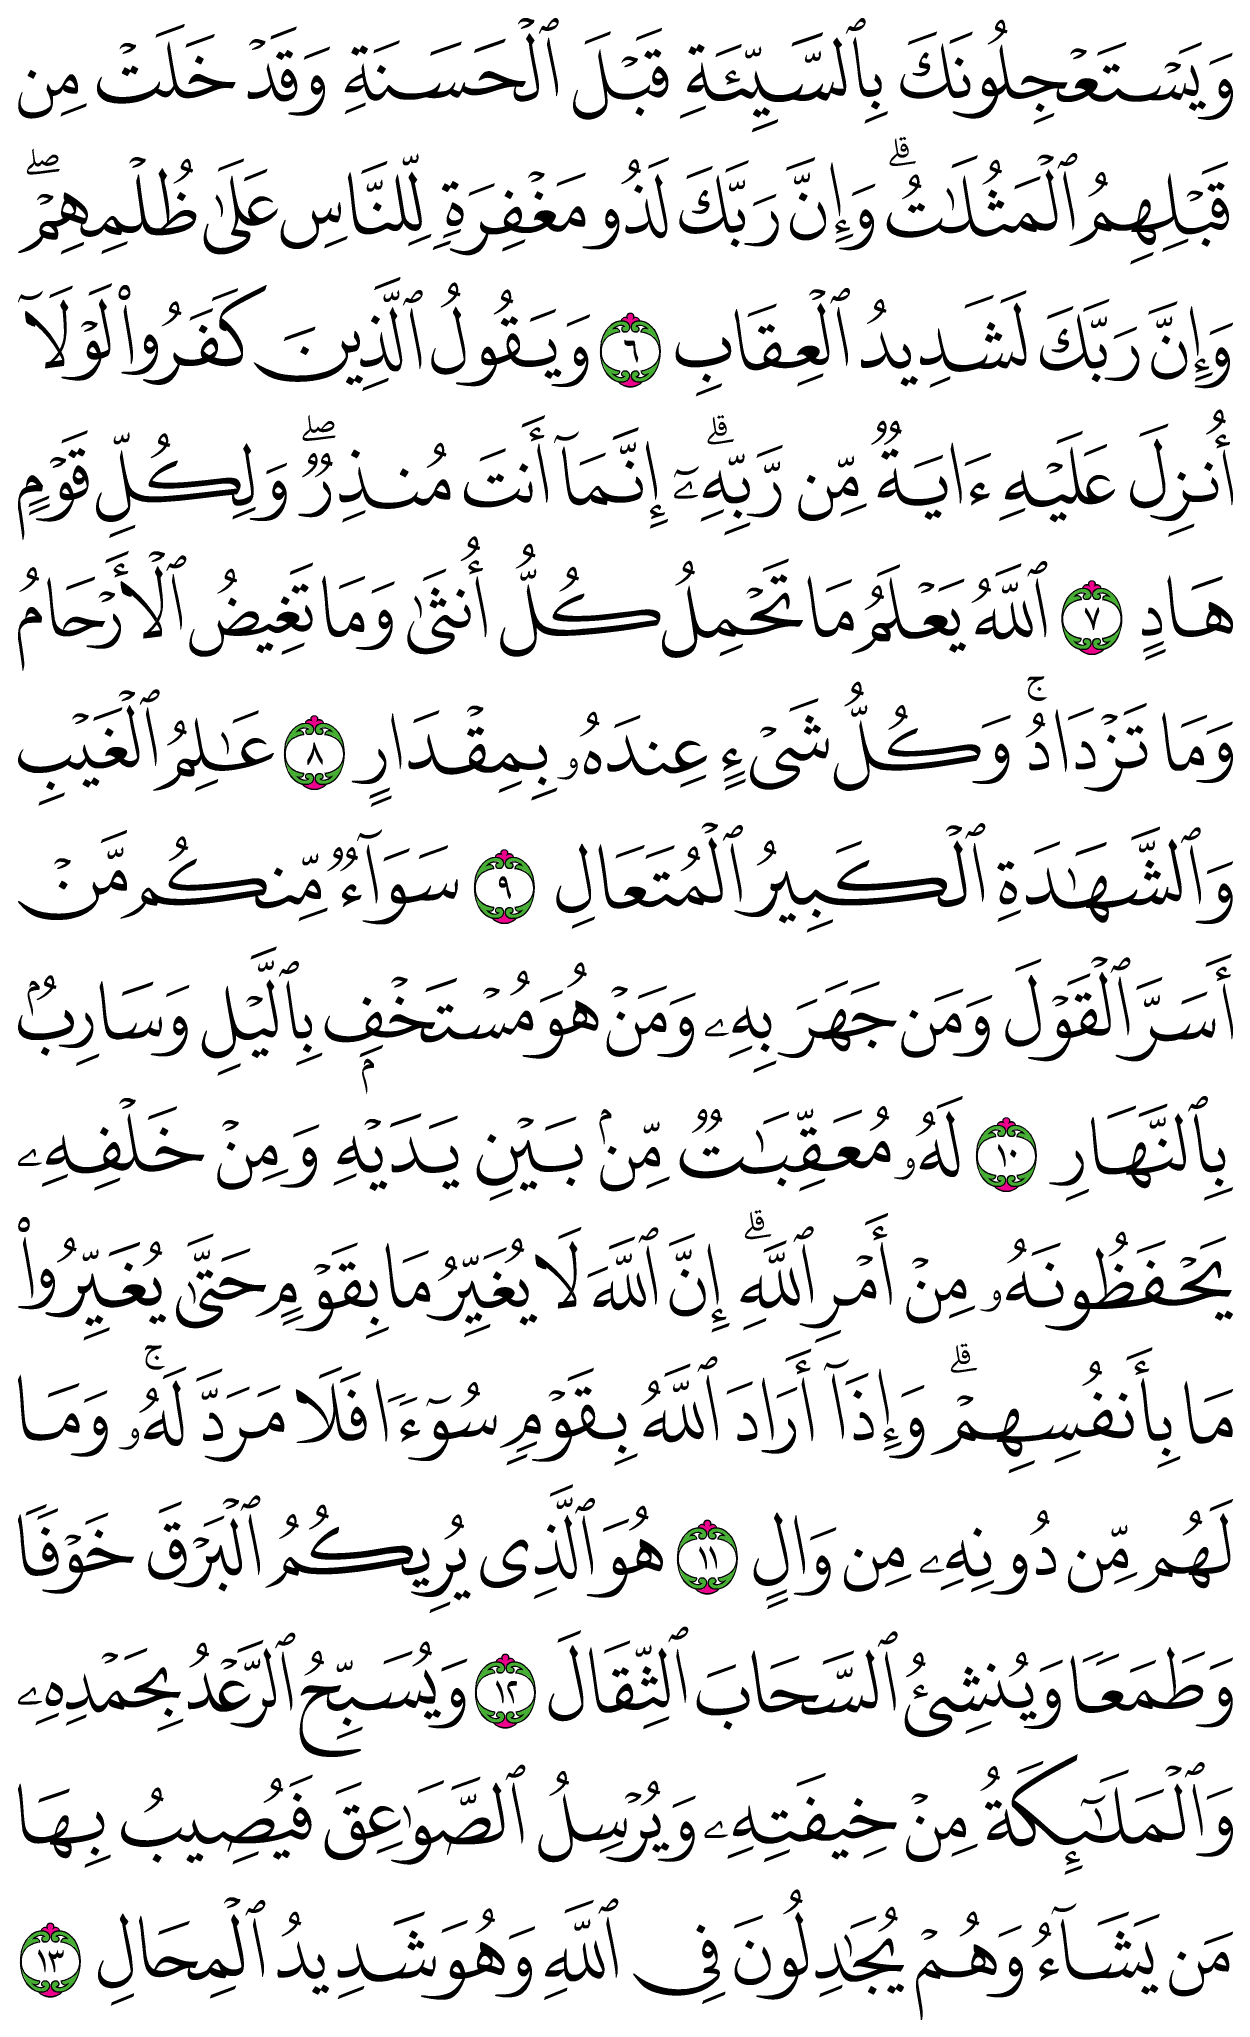 وَيَسْتَعْجِلُونَكَ بِٱلسَّيِّئَةِ قَبْلَ ٱلْحَسَنَةِ وَقَدْ خَلَتْ مِن
قَبْلِهِمُ ٱلْمَثُلَٰتُ ۗ وَإِنَّ رَبَّكَ لَذُو مَغْفِرَةٍ لِّلنَّاسِ عَلَىٰ ظُلْمِهِمْ ۖ
وَإِنَّ رَبَّكَ لَشَدِيدُ ٱلْعِقَابِ ٦ وَيَقُولُ ٱلَّذِينَ كَفَرُوا۟ لَوْلَآ
أُنزِلَ عَلَيْهِ ءَايَةٌ مِّن رَّبِّهِۦٓ ۗ إِنَّمَآ أَنتَ مُنذِرٌ ۖ وَلِكُلِّ قَوْمٍ
هَادٍ ٧ ٱللَّهُ يَعْلَمُ مَا تَحْمِلُ كُلُّ أُنثَىٰ وَمَا تَغِيضُ ٱلْأَرْحَامُ
وَمَا تَزْدَادُ ۚ وَكُلُّ شَىْءٍ عِندَهُۥ بِمِقْدَارٍ ٨ عَٰلِمُ ٱلْغَيْبِ
وَٱلشَّهَٰدَةِ ٱلْكَبِيرُ ٱلْمُتَعَالِ ٩ سَوَآءٌ مِّنكُم مَّنْ
أَسَرَّ ٱلْقَوْلَ وَمَن جَهَرَ بِهِۦ وَمَنْ هُوَ مُسْتَخْفٍۭ بِٱلَّيْلِ وَسَارِبٌۢ
بِٱلنَّهَارِ ١٠ لَهُۥ مُعَقِّبَٰتٌ مِّنۢ بَيْنِ يَدَيْهِ وَمِنْ خَلْفِهِۦ
يَحْفَظُونَهُۥ مِنْ أَمْرِ ٱللَّهِ ۗ إِنَّ ٱللَّهَ لَا يُغَيِّرُ مَا بِقَوْمٍ حَتَّىٰ يُغَيِّرُوا۟
مَا بِأَنفُسِهِمْ ۗ وَإِذَآ أَرَادَ ٱللَّهُ بِقَوْمٍ سُوٓءًا فَلَا مَرَدَّ لَهُۥ ۚ وَمَا
لَهُم مِّن دُونِهِۦ مِن وَالٍ ١١ هُوَ ٱلَّذِى يُرِيكُمُ ٱلْبَرْقَ خَوْفًا
وَطَمَعًا وَيُنشِئُ ٱلسَّحَابَ ٱلثِّقَالَ ١٢ وَيُسَبِّحُ ٱلرَّعْدُ بِحَمْدِهِۦ
وَٱلْمَلَٰٓئِكَةُ مِنْ خِيفَتِهِۦ وَيُرْسِلُ ٱلصَّوَٰعِقَ فَيُصِيبُ بِهَا
مَن يَشَآءُ وَهُمْ يُجَٰدِلُونَ فِى ٱللَّهِ وَهُوَ شَدِيدُ ٱلْمِحَالِ ١٣